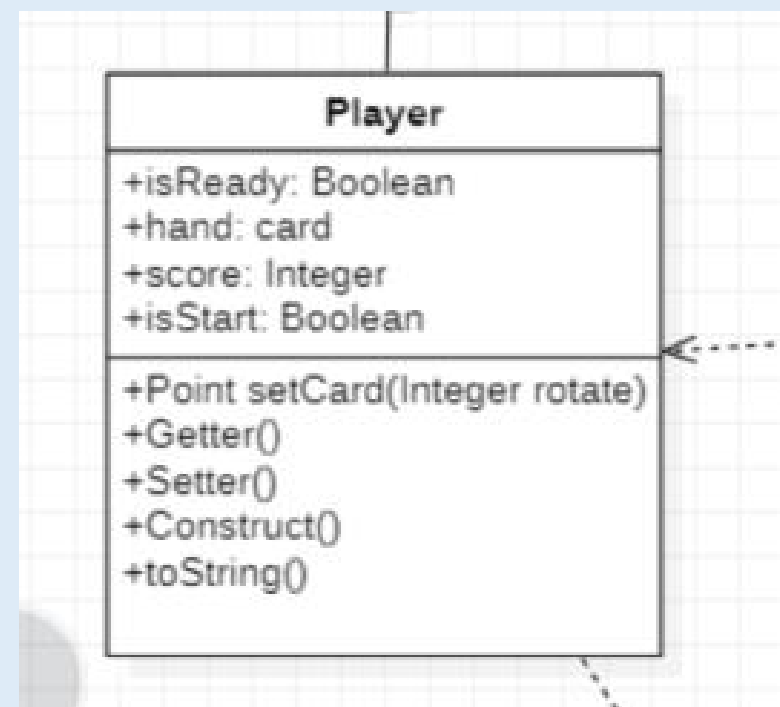 Player
+isReady: Boolean
+hand: card
+score: Integer
+isStart: Boolean
+Point setCard(Integer rotate)
+Getter()
+Setter()
+Construct()
+toString()